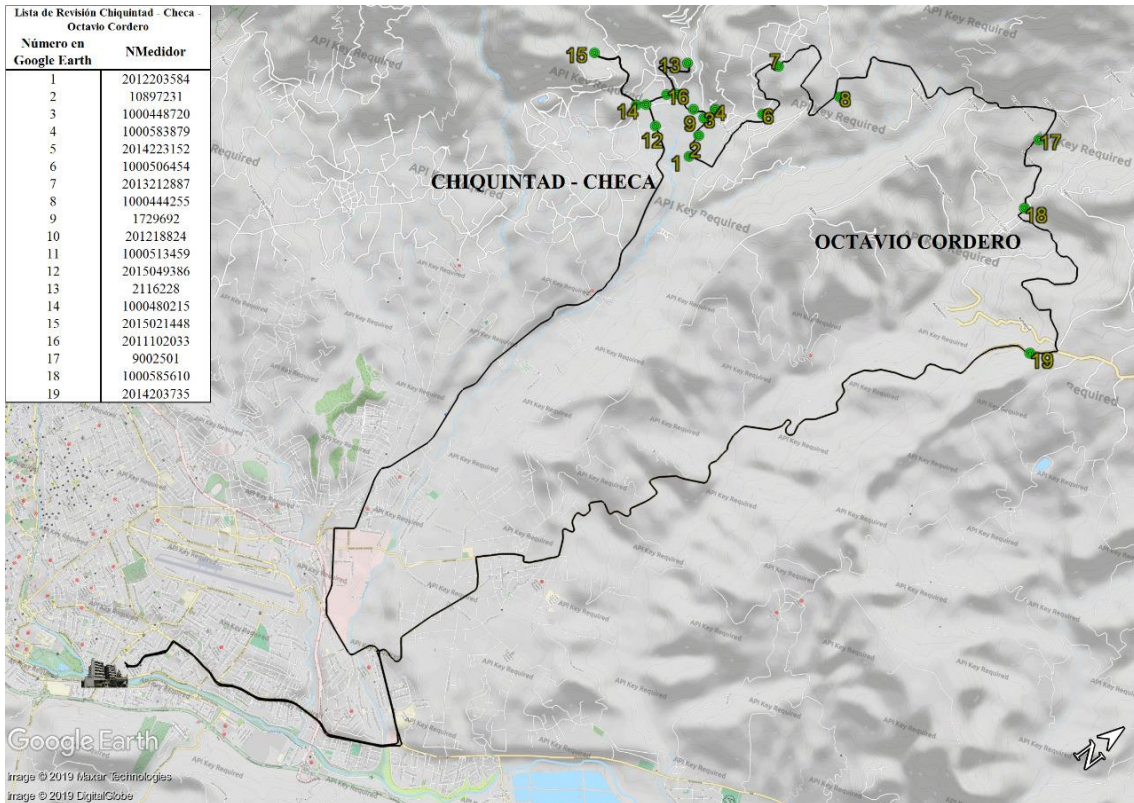 Lista de Revisión Chiquintad - Checa -
Octavio Cordero
Número en
Google Earth
NMedidor
1 2012203584
2 10897231
3 1000448720
4 1000583879
5 2014223152
6 1000506454
7 2013212887
8 1000444255
9 1729692
10 201218824
11 1000513459
12 2015049386
13 2116228
14 1000480215
15 2015021448
16 2011102033
17 9002501
18 1000585610
19 2014203735
15
13
7
14
16
8
9
3
4
6
12
2
1
17
18
19
CHIQUINTAD - CHECA
OCTAVIO CORDERO
API Key Required
Google Earth
Image © 2019 Maxar Technologies
Image © 2019 DigitalGlobe
N